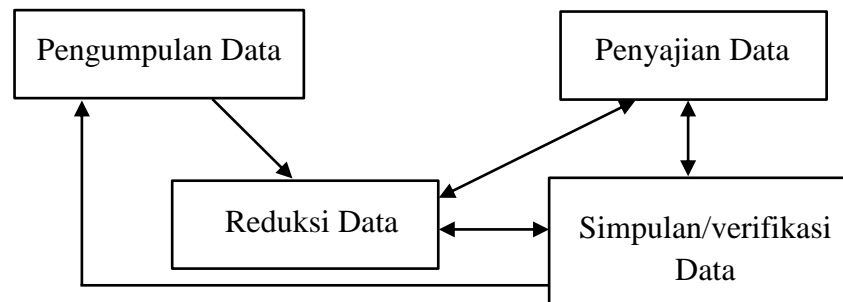 Pengumpulan Data
Penyajian Data
Reduksi Data
Simpulan/verifikasi
Data